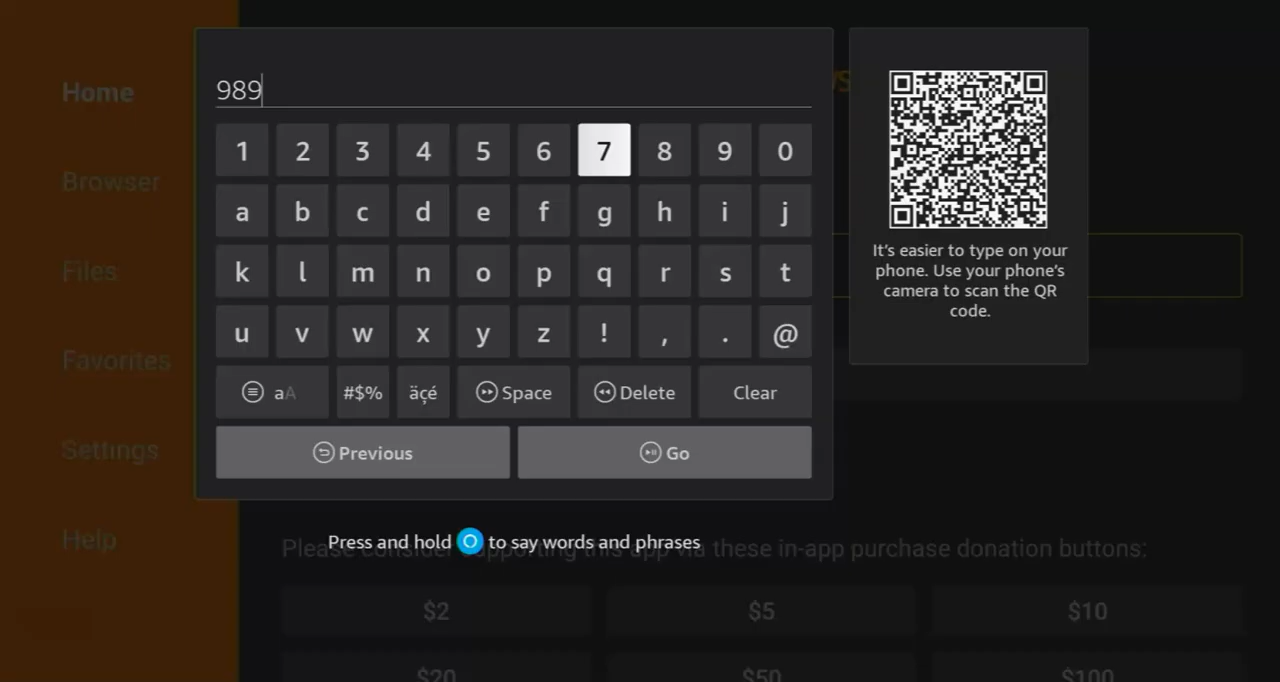 Home
Browser
Files
Favorites
Settings
Help
989
1 2 3 4 5 6 7 8 9 0
a b c d e f g h i j
k l m n o p q r s t
u v w x y z ! , . @
aA #$% äçé Space Delete Clear
Previous Go
Press and hold to say words and phrases
It's easier to type on your
phone. Use your phone's
camera to scan the QR
code.
Please consider supporting this app via these in-app purchase donation buttons:
$2 $5 $10
$20 $50 $100